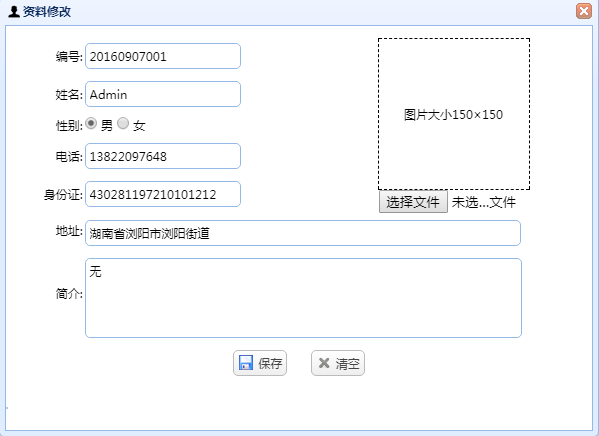 资料修改
编号: 20160907001
姓名: Admin
性别: 男 女
电话: 13822097648
身份证: 430281197210101212
图片大小150×150
选择文件 未选...文件
地址: 湖南省浏阳市浏阳街道
简介: 无
保存 清空